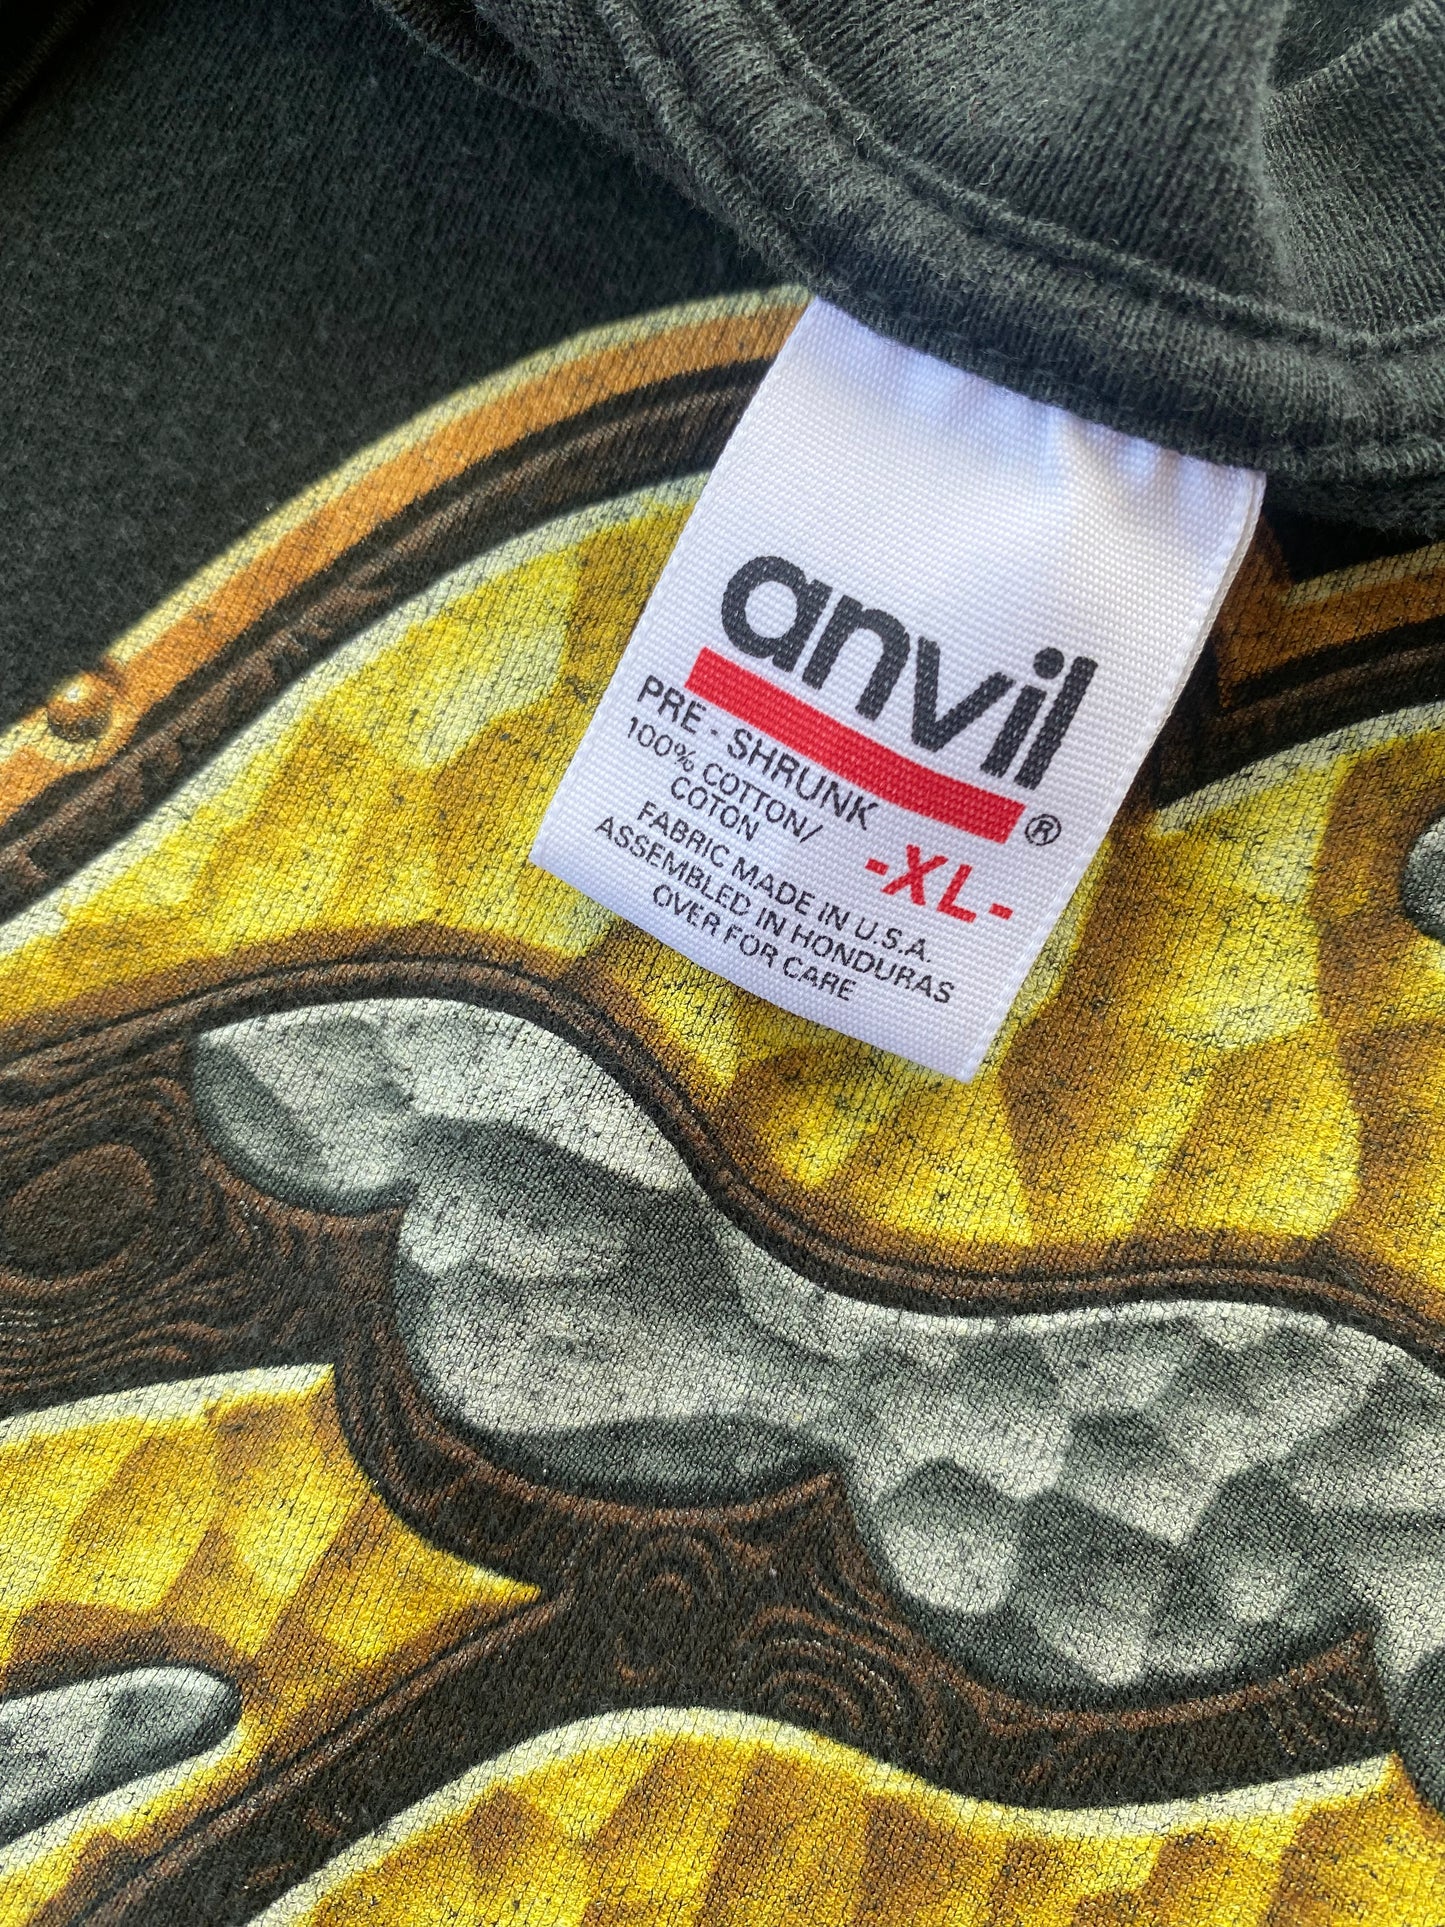 anvil
®
PRE-SHRUNK
100% COTTON/
COTON
-XL-
FABRIC MADE IN U.S.A.
ASSEMBLED IN HONDURAS
OVER FOR CARE